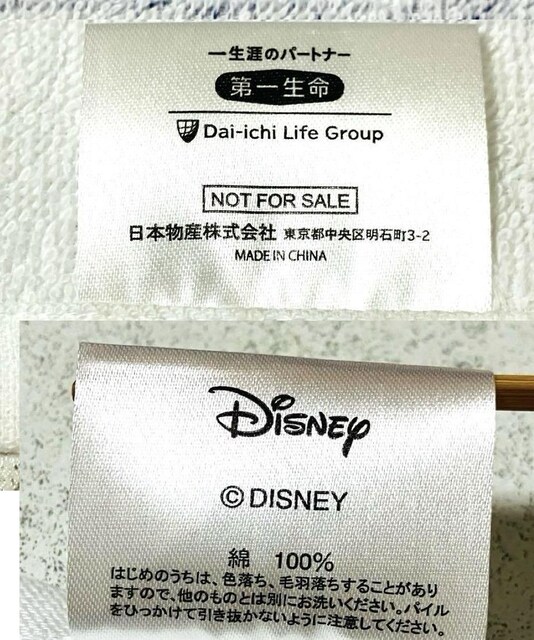 一生涯のパートナー
第一生命
Dai-ichi Life Group
NOT FOR SALE
日本物産株式会社 東京都中央区明石町3-2
MADE IN CHINA
Disney
©DISNEY
綿 100%
はじめのうちは、色落ち、毛羽落ちすることがあり
ますので、他のものとは別にお洗いください。パイル
をひっかけて引き抜かないように注意してください。